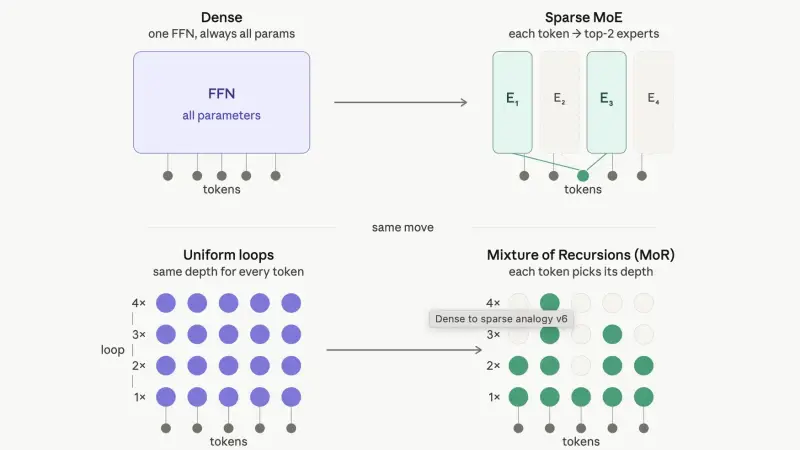 Dense
one FFN, always all params
FFN
all parameters
tokens
Sparse MoE
each token → top-2 experts
E₁
E₂
E₃
E₄
tokens
same move
Uniform loops
same depth for every token
4×
3×
loop
2×
1×
tokens
Mixture of Recursions (MoR)
each token picks its depth
4×
Dense to sparse analogy v6
3×
2×
1×
tokens